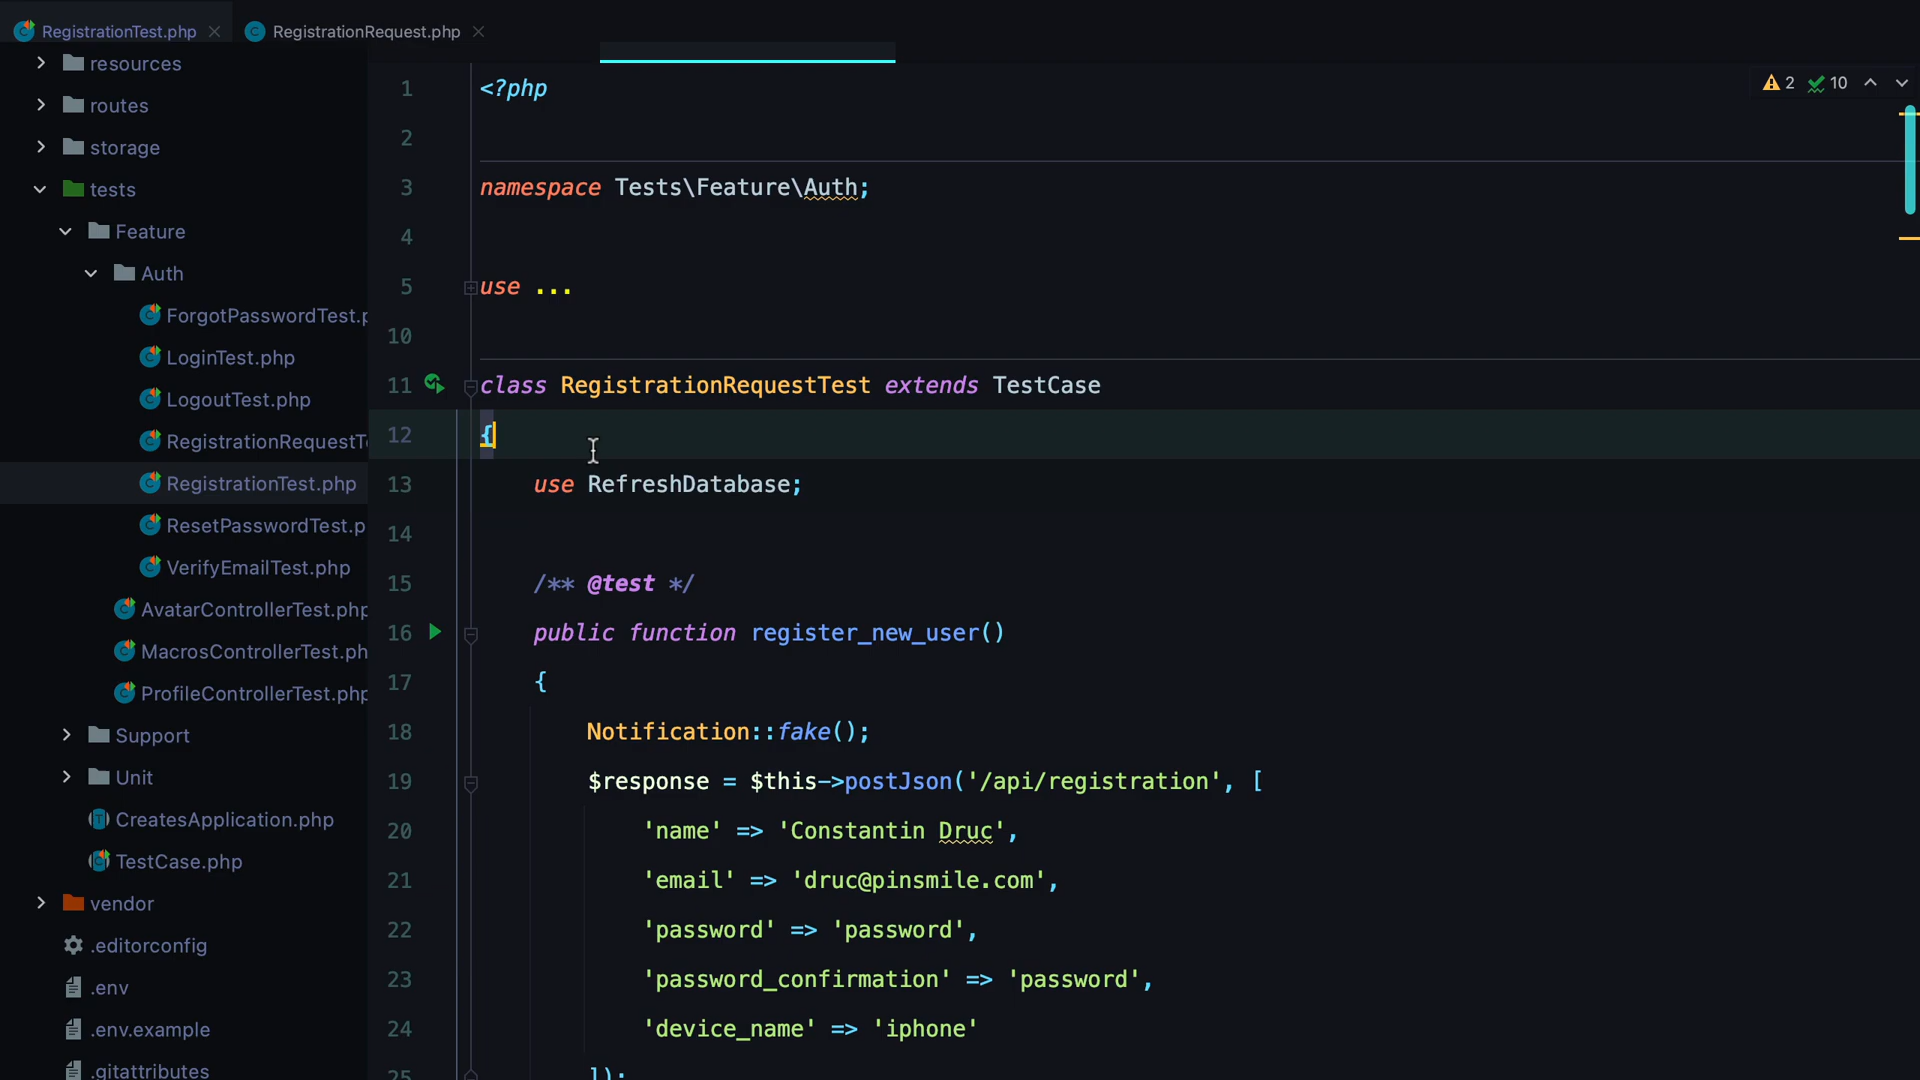 RegistrationTest.php
RegistrationRequest.php
resources
routes
storage
tests
Feature
Auth
ForgotPasswordTest.p
LoginTest.php
LogoutTest.php
RegistrationRequestT
RegistrationTest.php
ResetPasswordTest.p
VerifyEmailTest.php
AvatarControllerTest.php
MacrosControllerTest.ph
ProfileControllerTest.php
Support
Unit
CreatesApplication.php
TestCase.php
vendor
.editorconfig
.env
.env.example
.gitattributes
2 10
1 <?php
2
3 namespace Tests\Feature\Auth;
4
5 use ...
10
11 class RegistrationRequestTest extends TestCase
12 {
13 use RefreshDatabase;
14
15 /** @test */
16 public function register_new_user()
17 {
18 Notification::fake();
19 $response = $this->postJson('/api/registration', [
20 'name' => 'Constantin Druc',
21 'email' => 'druc@pinsmile.com',
22 'password' => 'password',
23 'password_confirmation' => 'password',
24 'device_name' => 'iphone'
25 ]);